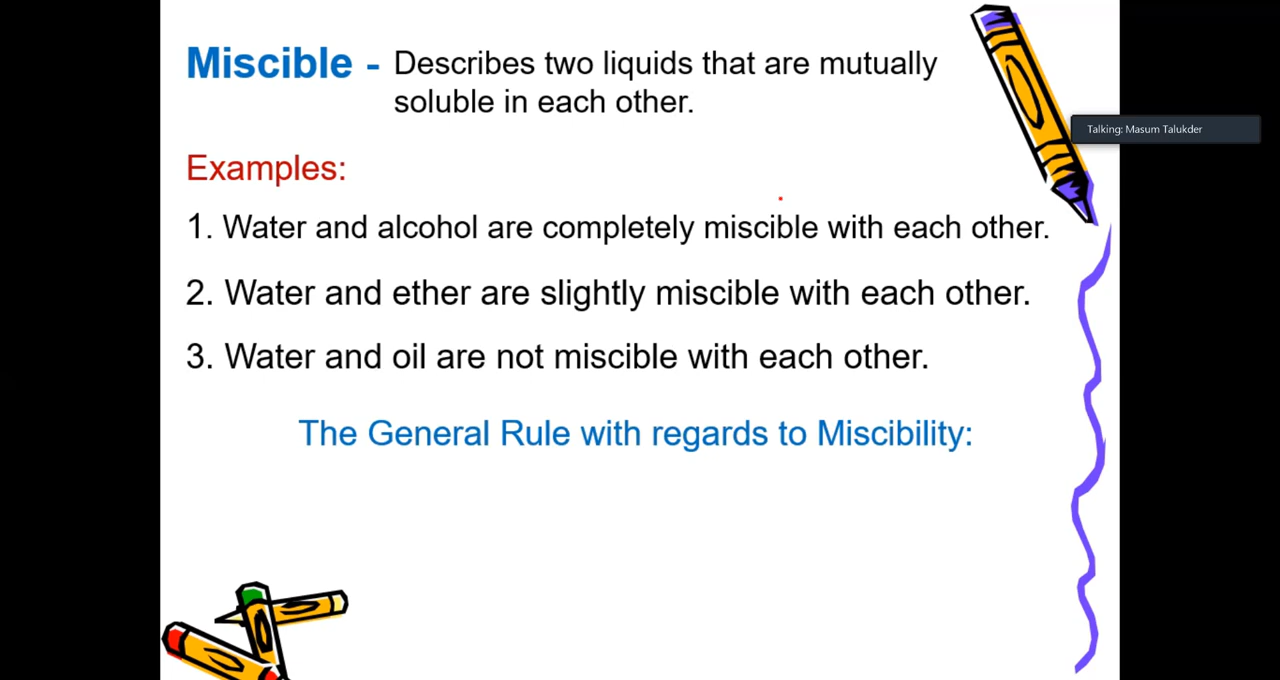 Miscible - Describes two liquids that are mutually
soluble in each other.
Talking: Masum Talukder
Examples:
1. Water and alcohol are completely miscible with each other.
2. Water and ether are slightly miscible with each other.
3. Water and oil are not miscible with each other.
The General Rule with regards to Miscibility: